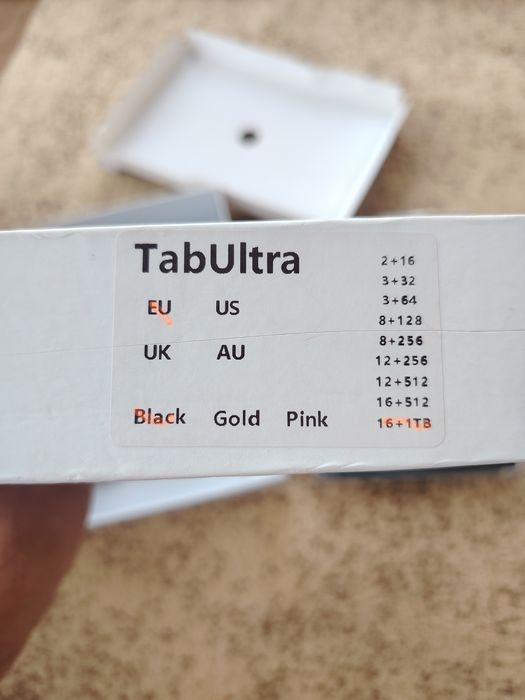 TabUltra
EU US
UK AU
Black Gold Pink
2+16
3+32
3+64
8+128
8+256
12+256
12+512
16+512
16+1TB